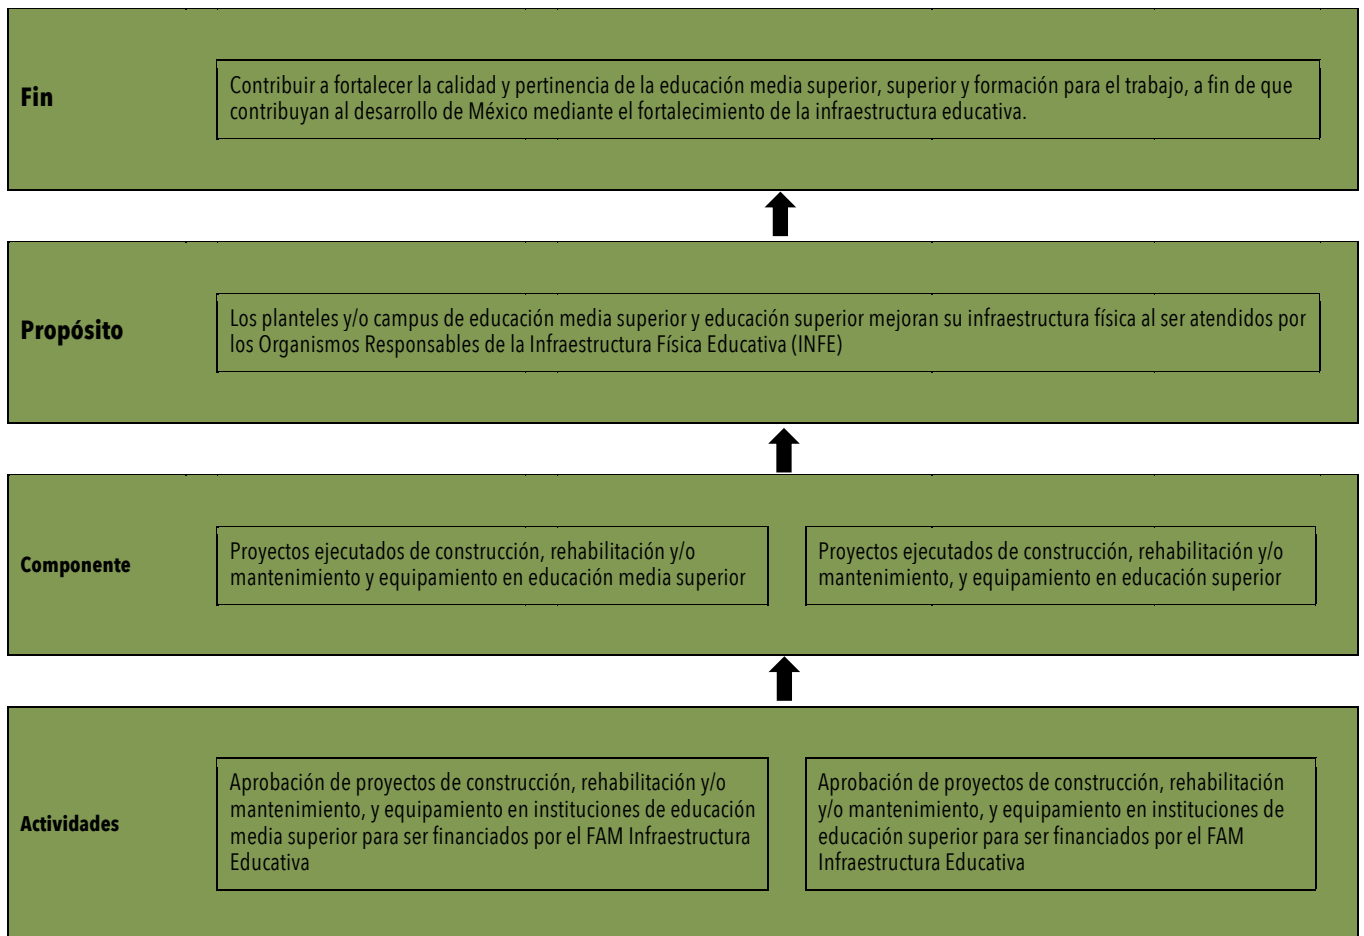 Fin
Contribuir a fortalecer la calidad y pertinencia de la educación media superior, superior y formación para el trabajo, a fin de que
contribuyan al desarrollo de México mediante el fortalecimiento de la infraestructura educativa.
Propósito
Los planteles y/o campus de educación media superior y educación superior mejoran su infraestructura física al ser atendidos por
los Organismos Responsables de la Infraestructura Física Educativa (INFE)
Componente
Proyectos ejecutados de construcción, rehabilitación y/o
mantenimiento y equipamiento en educación media superior
Proyectos ejecutados de construcción, rehabilitación y/o
mantenimiento, y equipamiento en educación superior
Actividades
Aprobación de proyectos de construcción, rehabilitación y/o
mantenimiento, y equipamiento en instituciones de educación
media superior para ser financiados por el FAM Infraestructura
Educativa
Aprobación de proyectos de construcción, rehabilitación
y/o mantenimiento, y equipamiento en instituciones de
educación superior para ser financiados por el FAM
Infraestructura Educativa